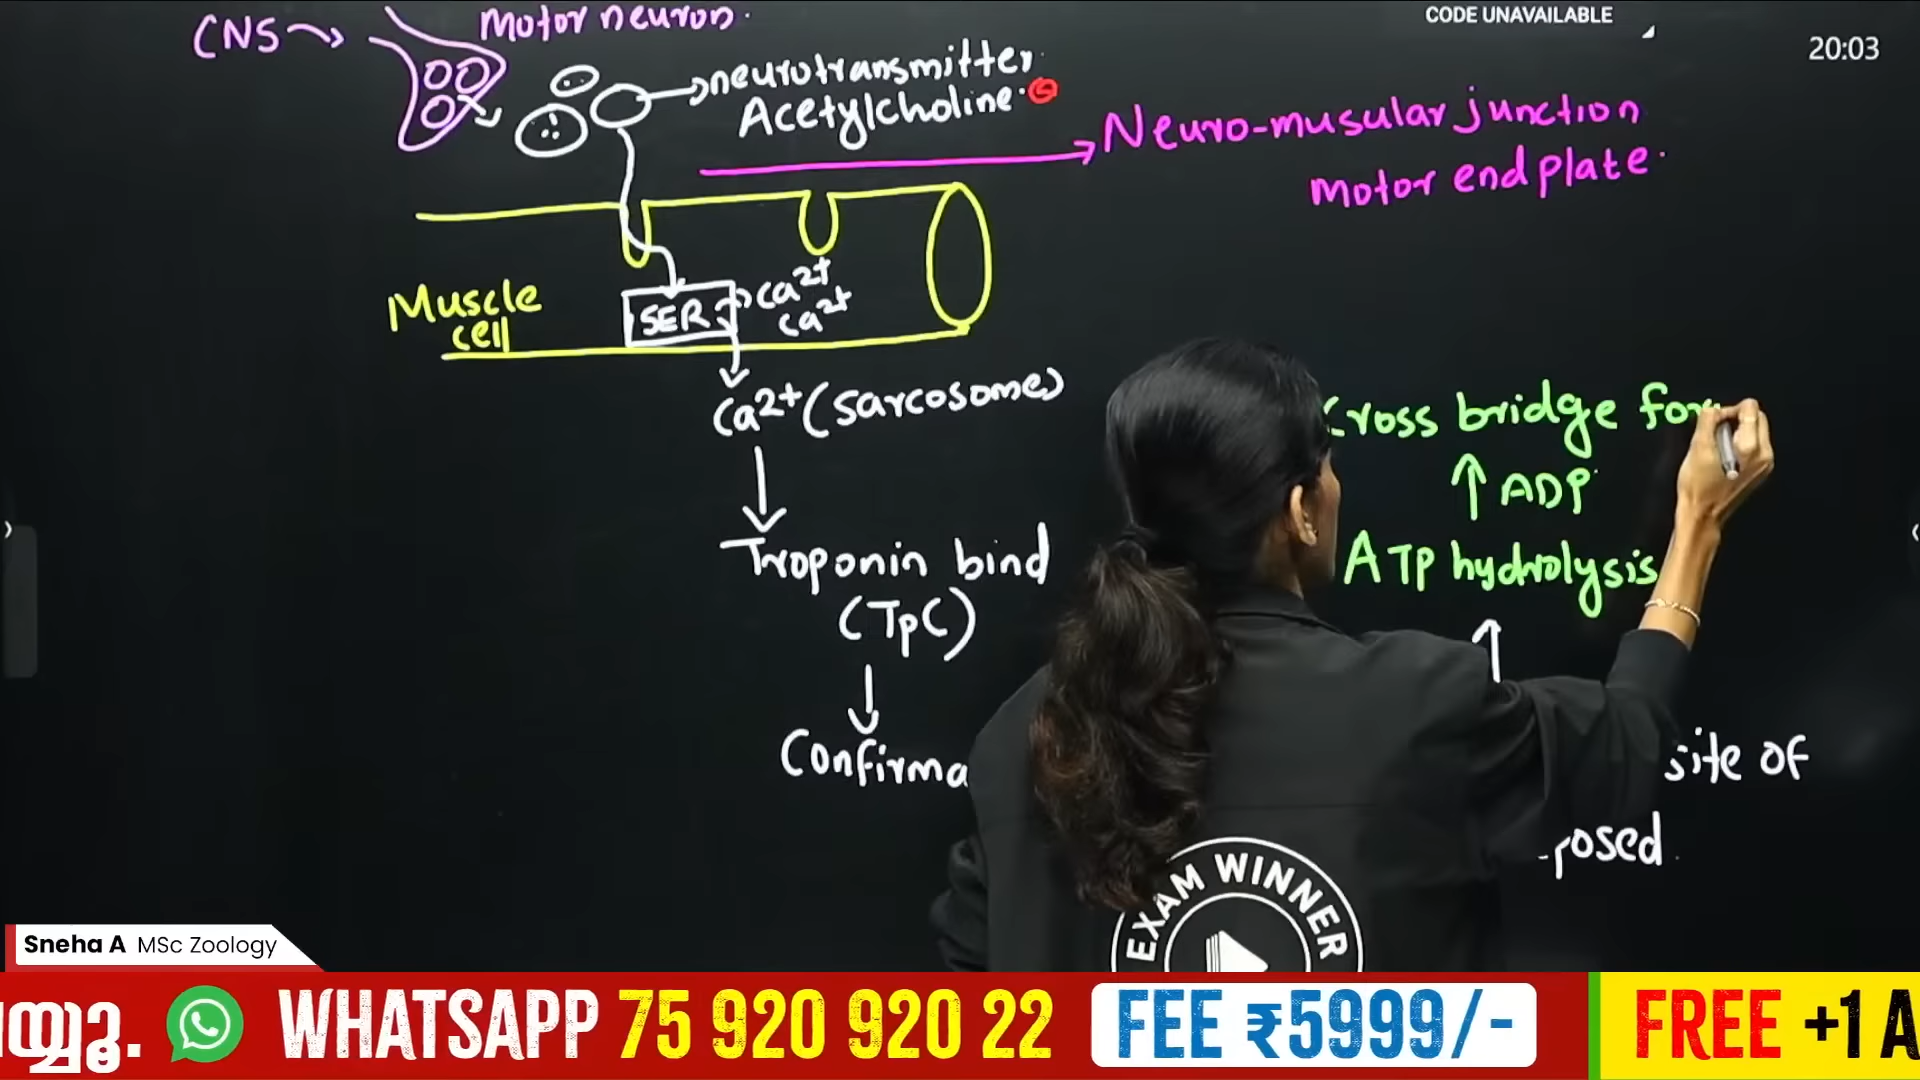 CODE UNAVAILABLE
20:03
CNS
Motor neuron.
neurotransmitter
Acetylcholine.
Neuro-musular junction
Motor end plate.
Muscle
cell
SER
Ca2+
Ca2+
Ca2+ (Sarcosome)
Troponin bind
(TpC)
Confirma
Cross bridge for
ADP
ATP hydrolysis
site of
posed
EXAM WINNER
Sneha A MSc Zoology
WHATSAPP 75 920 920 22
FEE ₹5999/-
FREE +1 A